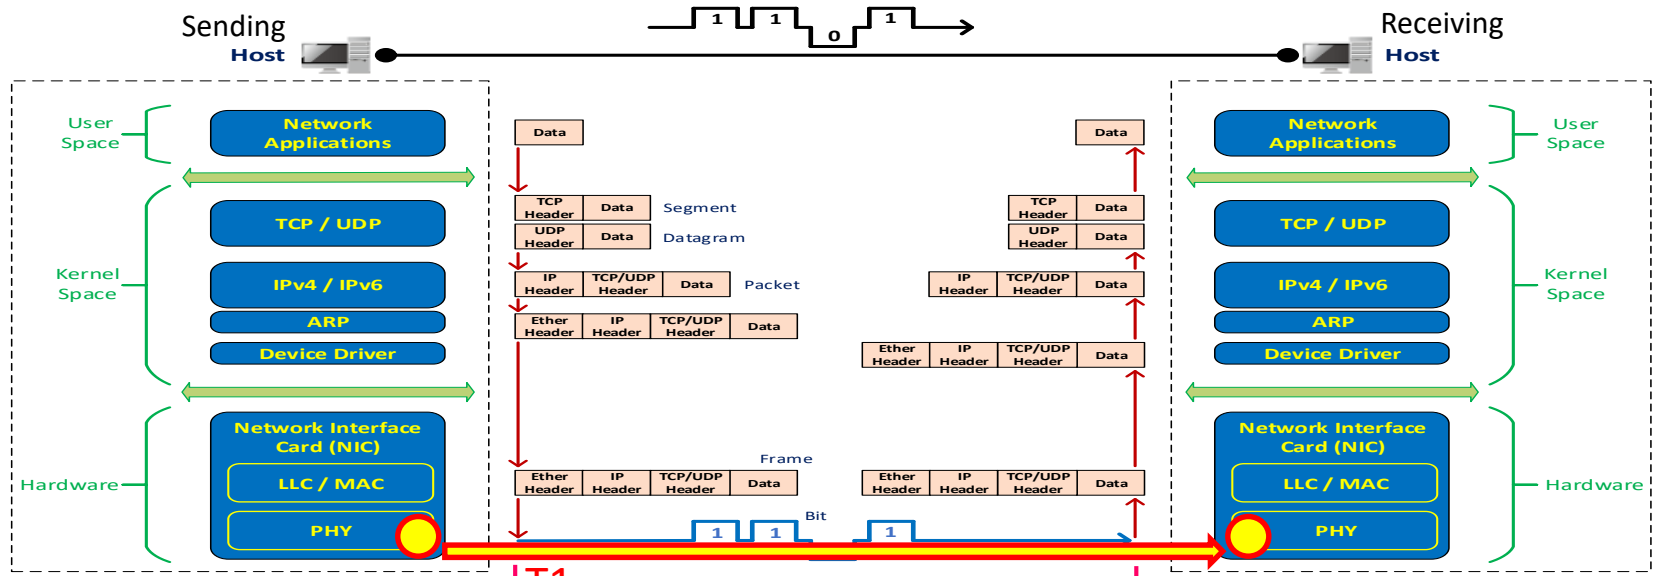 Sending
Host
1 1 0 1
Receiving
Host
User
Space
Network
Applications
Data
Data
Network
Applications
User
Space
Kernel
Space
TCP / UDP
TCP
Header
Data
Segment
UDP
Header
Data
Datagram
TCP
Header
Data
UDP
Header
Data
TCP / UDP
Kernel
Space
IPv4 / IPv6
IP
Header
TCP/UDP
Header
Data
Packet
IP
Header
TCP/UDP
Header
Data
IPv4 / IPv6
ARP
Ether
Header
IP
Header
TCP/UDP
Header
Data
ARP
Device Driver
Ether
Header
IP
Header
TCP/UDP
Header
Data
Device Driver
Hardware
Network Interface
Card (NIC)
LLC / MAC
PHY
Frame
Ether
Header
IP
Header
TCP/UDP
Header
Data
Ether
Header
IP
Header
TCP/UDP
Header
Data
Bit
1 1 1
Network Interface
Card (NIC)
LLC / MAC
PHY
Hardware
T1